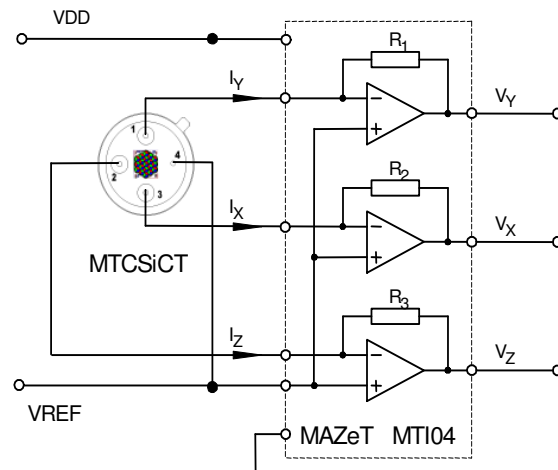 VDD
R1
IY
VY
1
2
4
3
R2
IX
VX
MTCSiCT
R3
IZ
VZ
VREF
MAZeT MTI04
− + − + − +